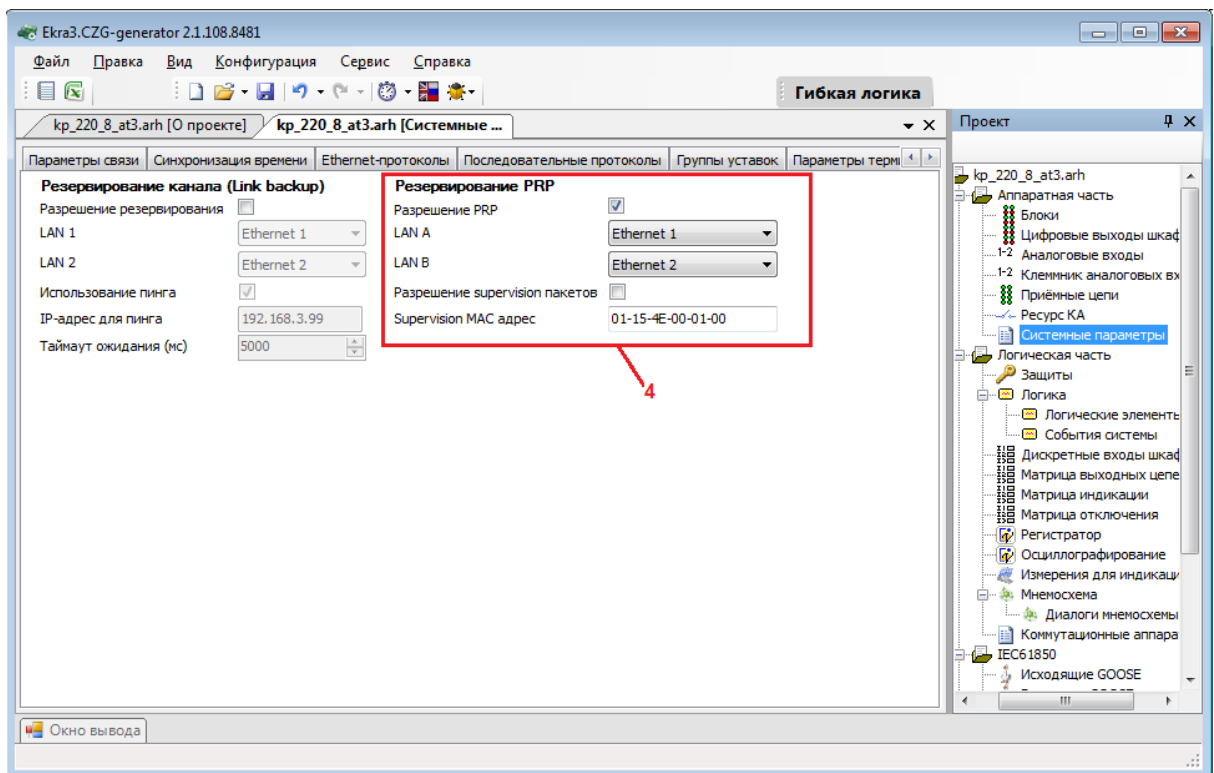 Ekra3.CZG-generator 2.1.108.8481
Файл Правка Вид Конфигурация Сервис Справка
Гибкая логика
kp_220_8_at3.arh [О проекте] kp_220_8_at3.arh [Системные ...
Параметры связи Синхронизация времени Ethernet-протоколы Последовательные протоколы Группы уставок Параметры терми
Резервирование канала (Link backup)
Разрешение резервирования
LAN 1 Ethernet 1
LAN 2 Ethernet 2
Использование пинга
IP-адрес для пинга 192.168.3.99
Таймаут ожидания (мс) 5000
Резервирование PRP
Разрешение PRP
LAN A Ethernet 1
LAN B Ethernet 2
Разрешение supervision пакетов
Supervision MAC адрес 01-15-4E-00-01-00
4
Проект
kp_220_8_at3.arh
Аппаратная часть
Блоки
Цифровые выходы шкаф
1-2 Аналоговые входы
1-2 Клеммник аналоговых вх
Приёмные цепи
Ресурс КА
Системные параметры
Логическая часть
Защиты
Логика
Логические элементы
События системы
Дискретные входы шкаф
Матрица выходных цепе
Матрица индикации
Матрица отключения
Регистратор
Осциллографирование
Измерения для индикаци
Мнемосхема
Диалоги мнемосхемы
Коммутационные аппара
IEC61850
Исходящие GOOSE
Окно вывода